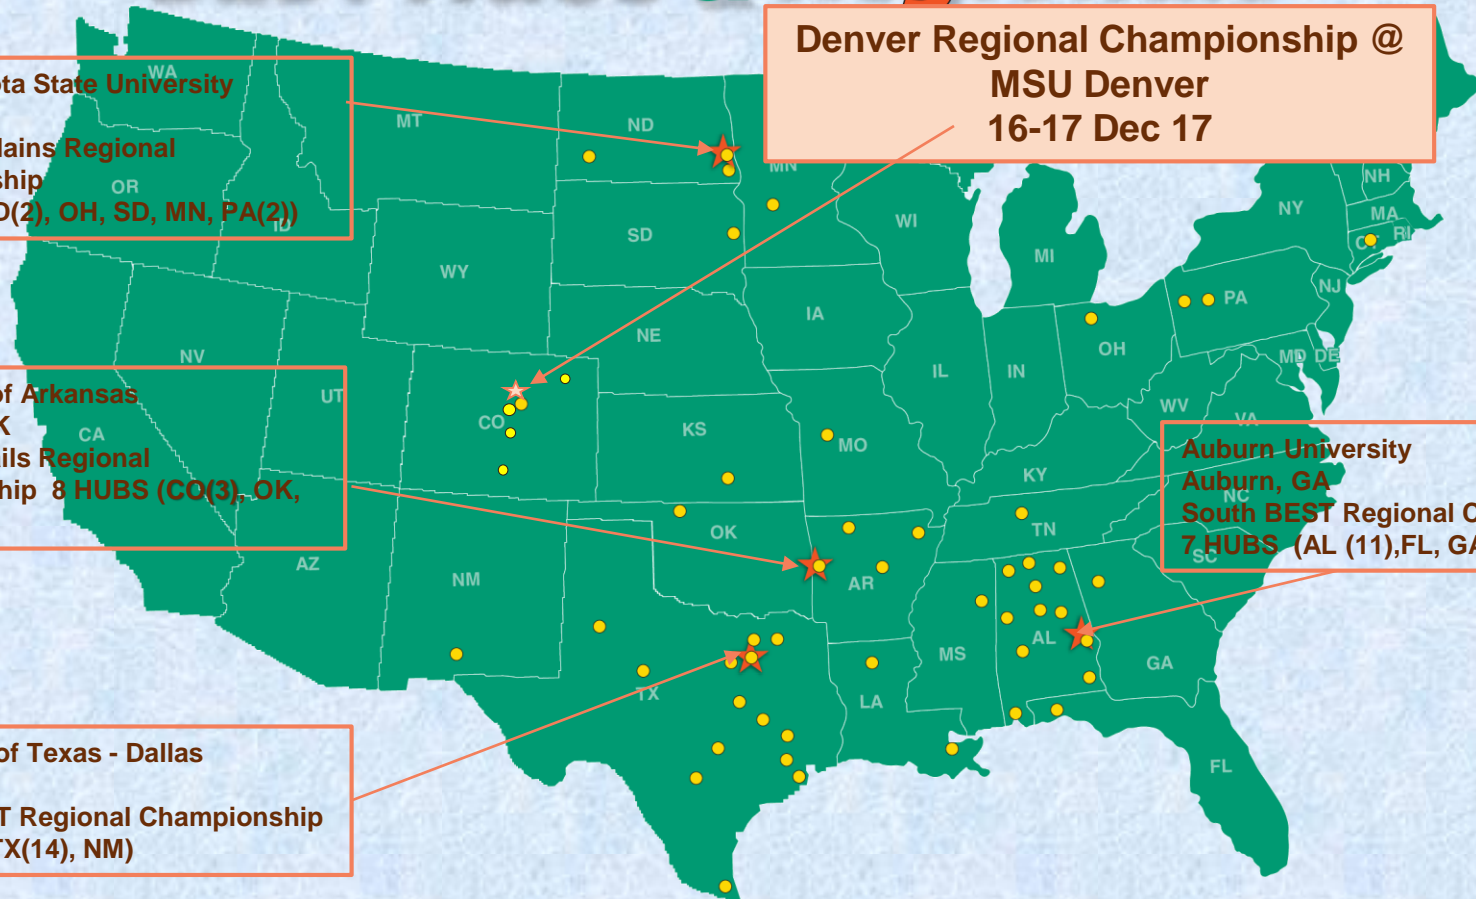 Denver Regional Championship @
MSU Denver
16-17 Dec 17
ota State University
lains Regional
ship
D(2), OH, SD, MN, PA(2))
of Arkansas
K
ails Regional
hip 8 HUBS (CO(3), OK,
of Texas - Dallas
T Regional Championship
TX(14), NM)
Auburn University
Auburn, GA
South BEST Regional C
7 HUBS (AL (11),FL, GA
WA
MT
ND
MN
OR
ID
SD
WI
MI
NY
NH
MA
CT
RI
WY
NE
IA
IL
IN
OH
PA
NJ
MD
DE
NV
UT
CO
KS
MO
WV
VA
CA
KY
NC
AZ
NM
OK
AR
TN
SC
TX
LA
MS
AL
GA
FL